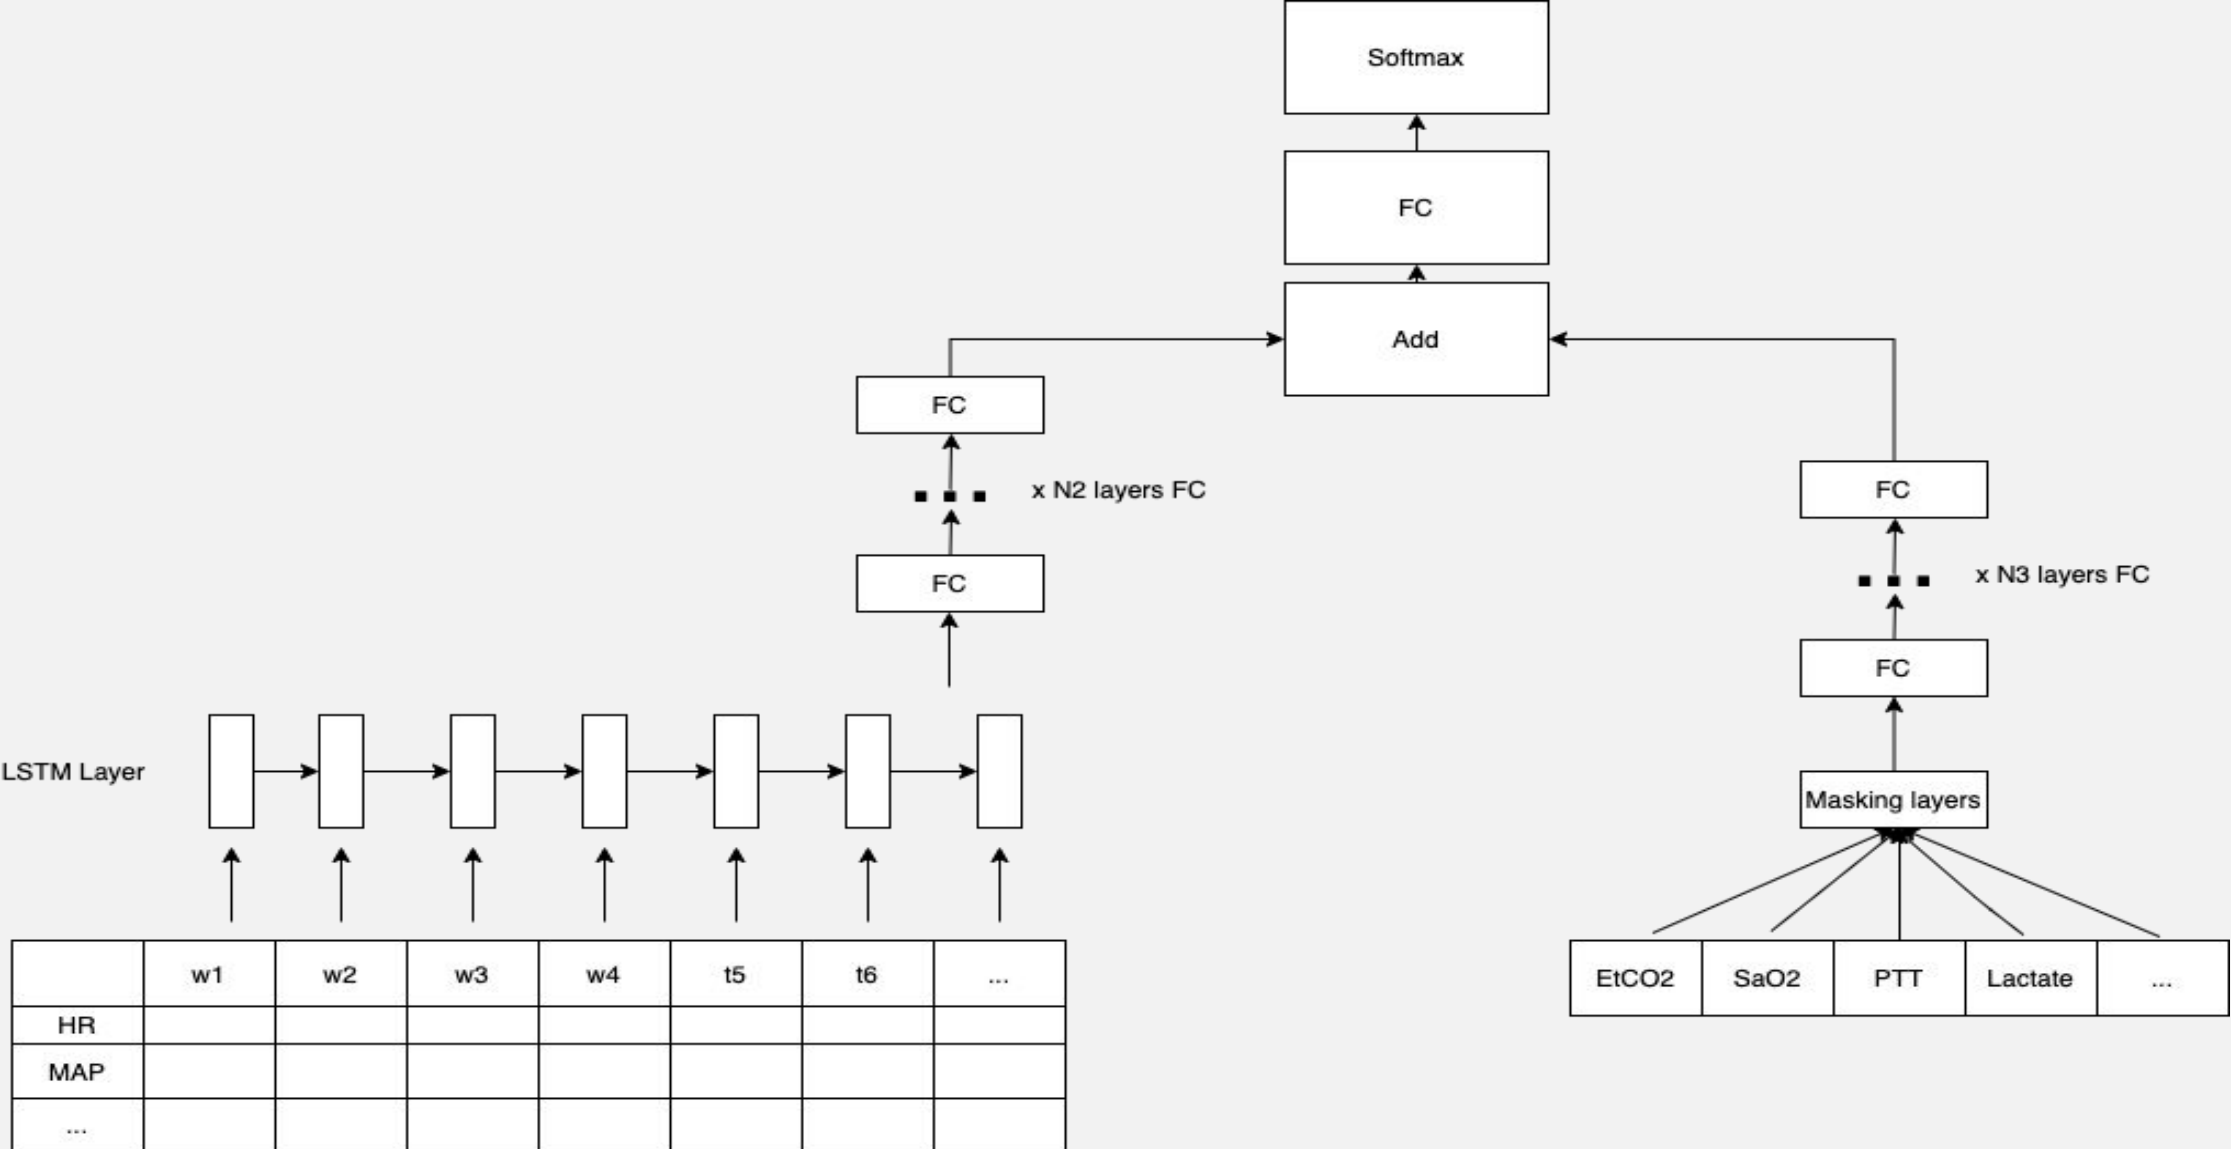 Softmax
FC
Add
FC
x N2 layers FC
FC
FC
x N3 layers FC
FC
LSTM Layer
Masking layers
w1 w2 w3 w4 t5 t6 ...
HR
MAP
...
EtCO2 SaO2 PTT Lactate ...